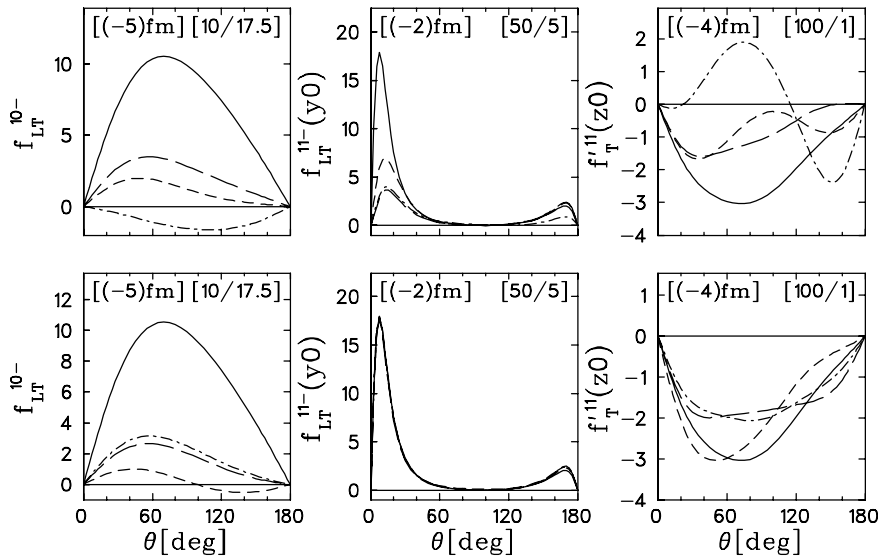 [(-5)fm] [10/17.5]
10
5
0
f_LT^10-
[(-2)fm] [50/5]
20
15
10
5
0
f_LT^11-(y0)
[(-4)fm] [100/1]
2
1
0
-1
-2
-3
-4
f'_T^11(z0)
[(-5)fm] [10/17.5]
12
10
8
6
4
2
0
f_LT^10-
0 60 120 180
θ[deg]
[(-2)fm] [50/5]
20
15
10
5
0
f_LT^11-(y0)
0 60 120 180
θ[deg]
[(-4)fm] [100/1]
0
-1
-2
-3
-4
f'_T^11(z0)
0 60 120 180
θ[deg]